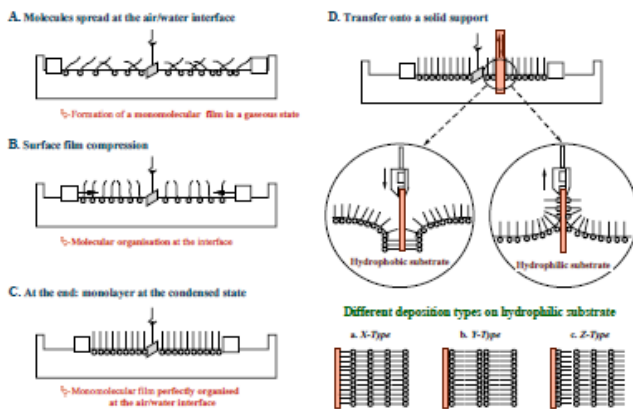 A. Molecules spread at the air/water interface
Formation of a monomolecular film in a gaseous state
B. Surface film compression
Molecular organisation at the interface
C. At the end: monolayer at the condensed state
Monomolecular film perfectly organised
at the air/water interface
D. Transfer onto a solid support
Hydrophobic substrate
Hydrophilic substrate
Different deposition types on hydrophilic substrate
a. X-Type
b. Y-Type
c. Z-Type